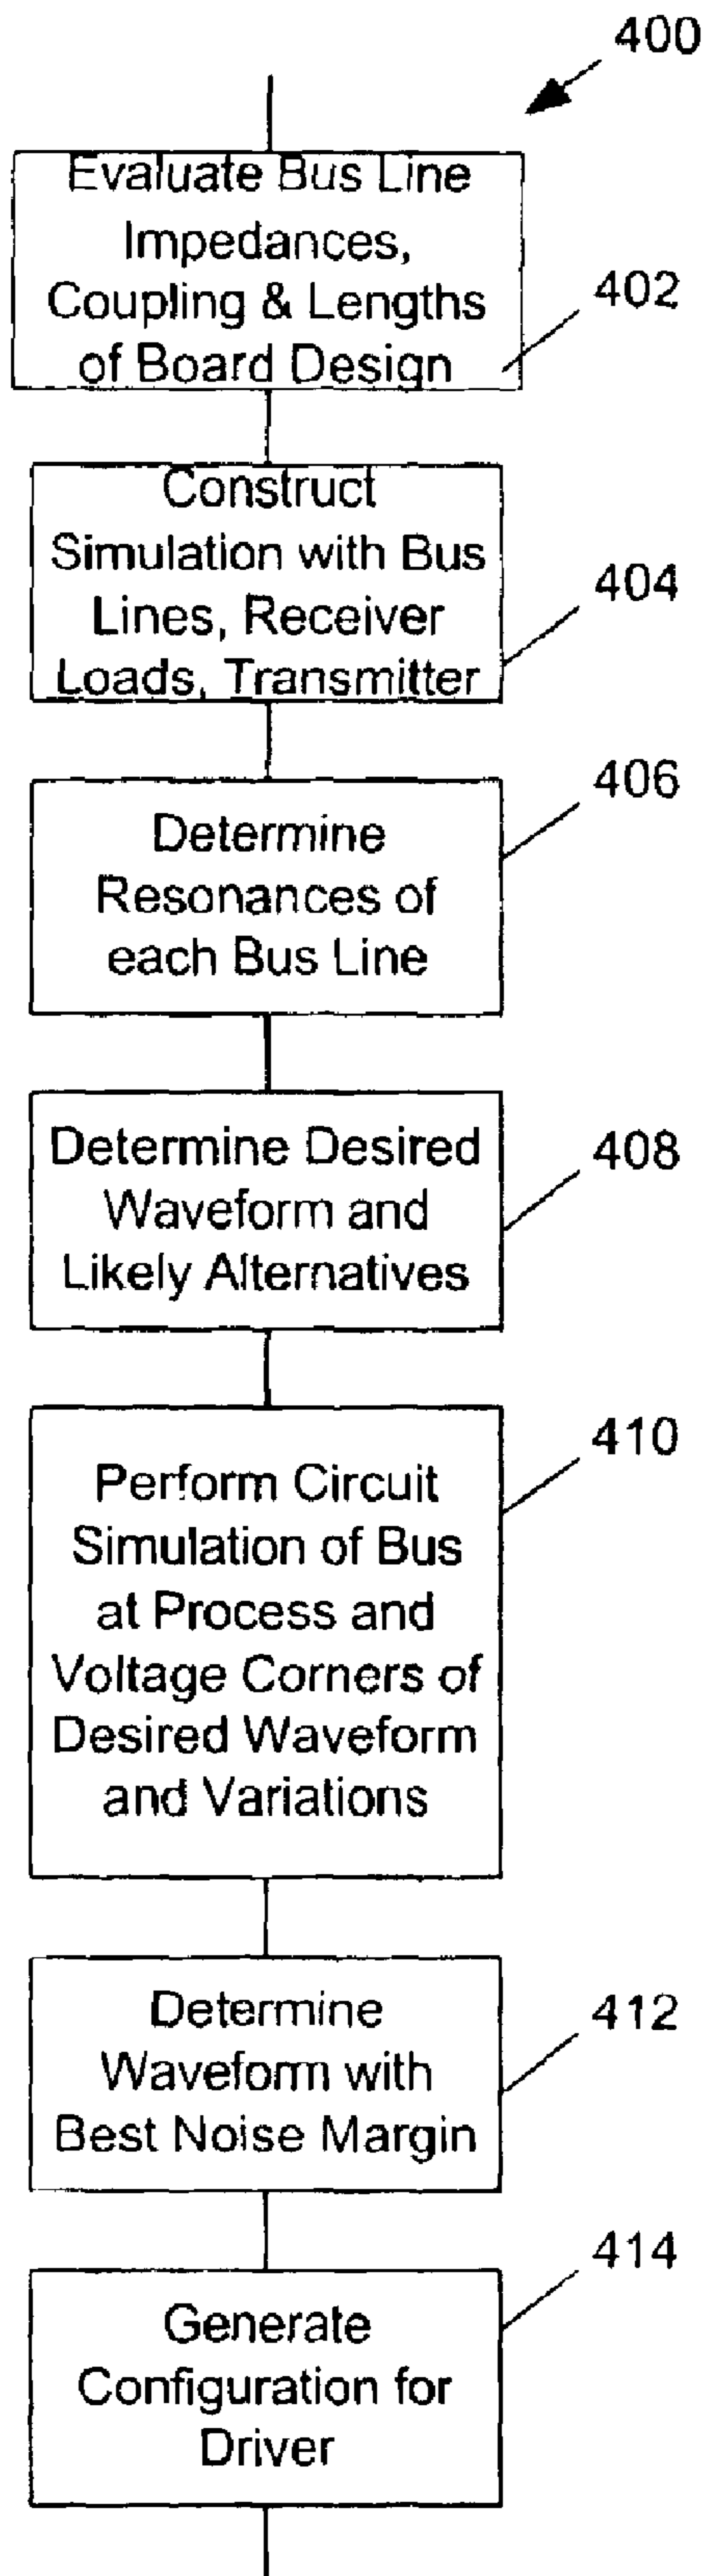 400
Evaluate Bus Line
Impedances,
Coupling & Lengths
of Board Design
402
Construct
Simulation with Bus
Lines, Receiver
Loads, Transmitter
404
Determine
Resonances of
each Bus Line
406
Determine Desired
Waveform and
Likely Alternatives
408
Perform Circuit
Simulation of Bus
at Process and
Voltage Corners of
Desired Waveform
and Variations
410
Determine
Waveform with
Best Noise Margin
412
Generate
Configuration for
Driver
414